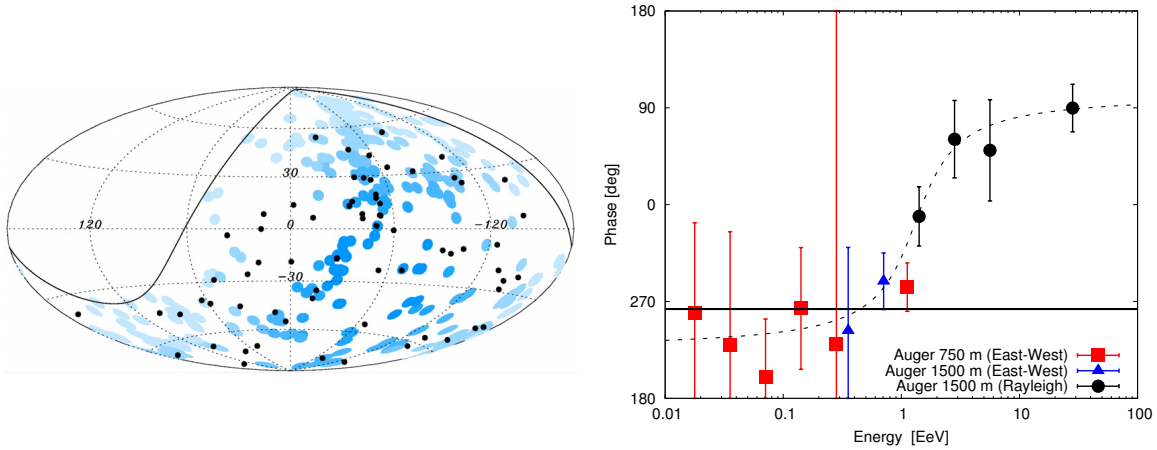 30
120
0
-120
-30
180
90
0
270
180
Phase [deg]
Auger 750 m (East-West)
Auger 1500 m (East-West)
Auger 1500 m (Rayleigh)
0.01 0.1 1 10 100
Energy [EeV]